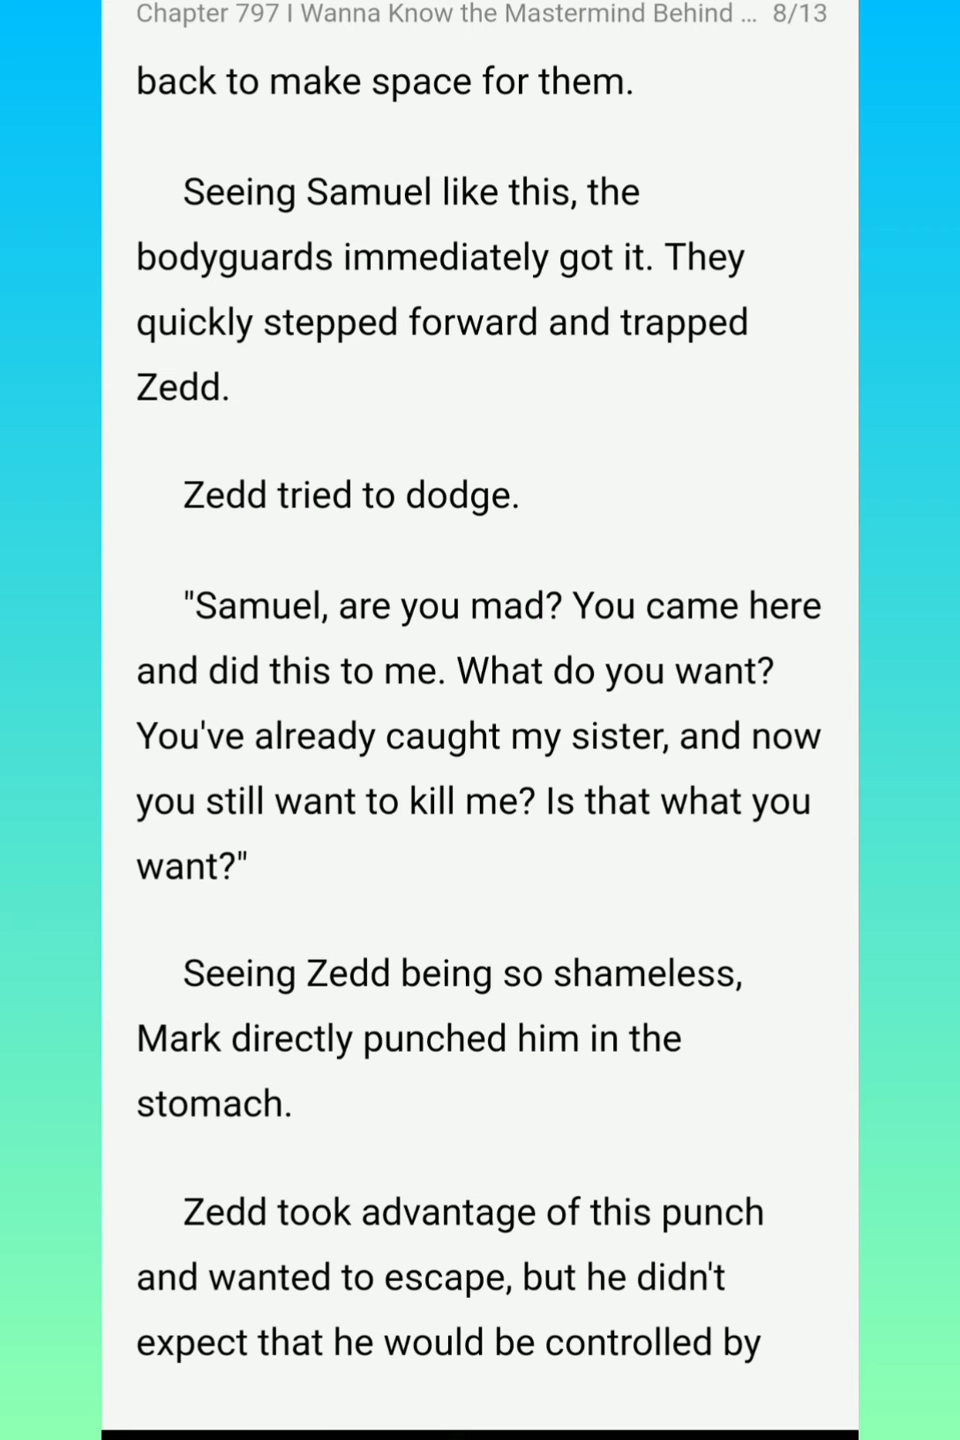 Chapter 797 I Wanna Know the Mastermind Behind ... 8/13
back to make space for them.
Seeing Samuel like this, the
bodyguards immediately got it. They
quickly stepped forward and trapped
Zedd.
Zedd tried to dodge.
"Samuel, are you mad? You came here
and did this to me. What do you want?
You've already caught my sister, and now
you still want to kill me? Is that what you
want?"
Seeing Zedd being so shameless,
Mark directly punched him in the
stomach.
Zedd took advantage of this punch
and wanted to escape, but he didn't
expect that he would be controlled by